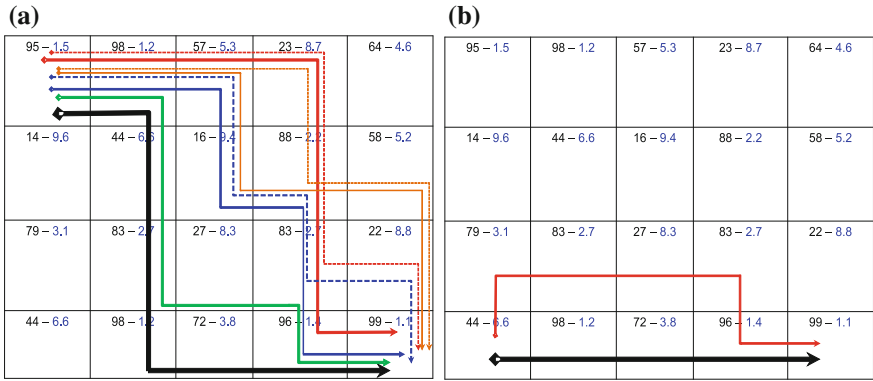 (a)
95 – 1.5 98 – 1.2 57 – 5.3 23 – 8.7 64 – 4.6
14 – 9.6 44 – 6.6 16 – 9.4 88 – 2.2 58 – 5.2
79 – 3.1 83 – 2.7 27 – 8.3 83 – 2.7 22 – 8.8
44 – 6.6 98 – 1.2 72 – 3.8 96 – 1.4 99 – 1.1
(b)
95 – 1.5 98 – 1.2 57 – 5.3 23 – 8.7 64 – 4.6
14 – 9.6 44 – 6.6 16 – 9.4 88 – 2.2 58 – 5.2
79 – 3.1 83 – 2.7 27 – 8.3 83 – 2.7 22 – 8.8
44 – 6.6 98 – 1.2 72 – 3.8 96 – 1.4 99 – 1.1